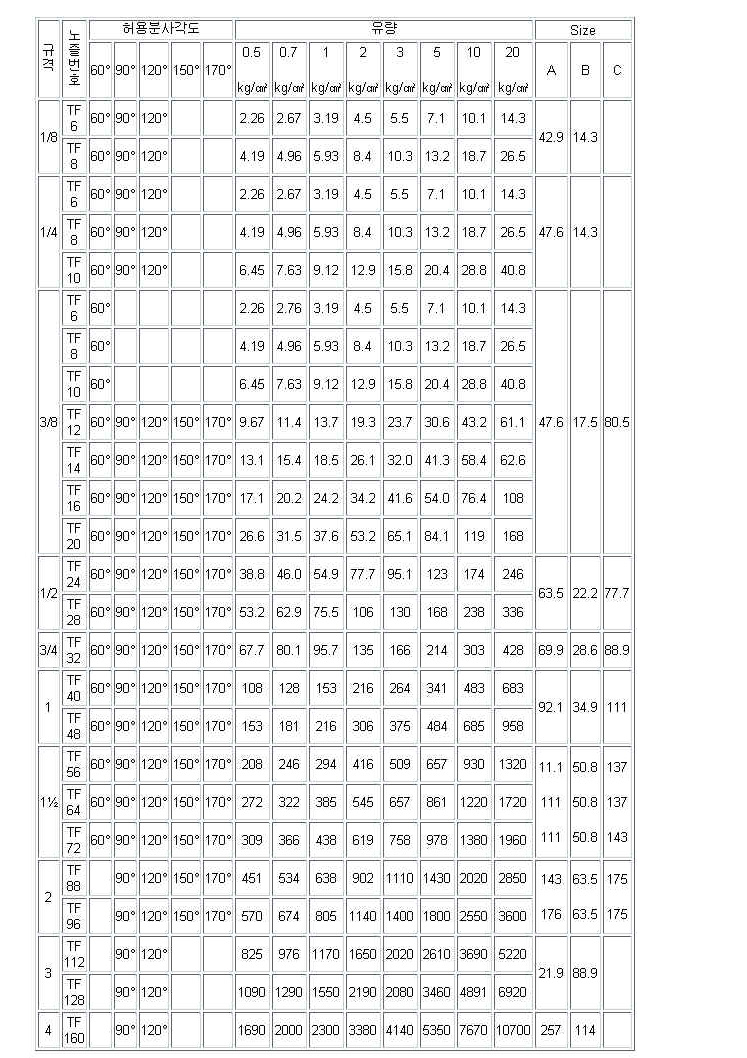 규격 노즐번호 허용분사각도 유량 Size
60° 90° 120° 150° 170° 0.5 kg/㎠ 0.7 kg/㎠ 1 kg/㎠ 2 kg/㎠ 3 kg/㎠ 5 kg/㎠ 10 kg/㎠ 20 kg/㎠ A B C
1/8 TF 6 60° 90° 120° 2.26 2.67 3.19 4.5 5.5 7.1 10.1 14.3 42.9 14.3
TF 8 60° 90° 120° 4.19 4.96 5.93 8.4 10.3 13.2 18.7 26.5
1/4 TF 6 60° 90° 120° 2.26 2.67 3.19 4.5 5.5 7.1 10.1 14.3
TF 8 60° 90° 120° 4.19 4.96 5.93 8.4 10.3 13.2 18.7 26.5 47.6 14.3
TF 10 60° 90° 120° 6.45 7.63 9.12 12.9 15.8 20.4 28.8 40.8
TF 6 60° 2.26 2.76 3.19 4.5 5.5 7.1 10.1 14.3
TF 8 60° 4.19 4.96 5.93 8.4 10.3 13.2 18.7 26.5
TF 10 60° 6.45 7.63 9.12 12.9 15.8 20.4 28.8 40.8
3/8 TF 12 60° 90° 120° 150° 170° 9.67 11.4 13.7 19.3 23.7 30.6 43.2 61.1 47.6 17.5 80.5
TF 14 60° 90° 120° 150° 170° 13.1 15.4 18.5 26.1 32.0 41.3 58.4 62.6
TF 16 60° 90° 120° 150° 170° 17.1 20.2 24.2 34.2 41.6 54.0 76.4 108
TF 20 60° 90° 120° 150° 170° 26.6 31.5 37.6 53.2 65.1 84.1 119 168
1/2 TF 24 60° 90° 120° 150° 170° 38.8 46.0 54.9 77.7 95.1 123 174 246 63.5 22.2 77.7
TF 28 60° 90° 120° 150° 170° 53.2 62.9 75.5 106 130 168 238 336
3/4 TF 32 60° 90° 120° 150° 170° 67.7 80.1 95.7 135 166 214 303 428 69.9 28.6 88.9
1 TF 40 60° 90° 120° 150° 170° 108 128 153 216 264 341 483 683 92.1 34.9 111
TF 48 60° 90° 120° 150° 170° 153 181 216 306 375 484 685 958
TF 56 60° 90° 120° 150° 170° 208 246 294 416 509 657 930 1320 11.1 50.8 137
1½ TF 64 60° 90° 120° 150° 170° 272 322 385 545 657 861 1220 1720 111 50.8 137
TF 72 60° 90° 120° 150° 170° 309 366 438 619 758 978 1380 1960 111 50.8 143
2 TF 88 90° 120° 150° 170° 451 534 638 902 1110 1430 2020 2850 143 63.5 175
TF 96 90° 120° 150° 170° 570 674 805 1140 1400 1800 2550 3600 176 63.5 175
3 TF 112 90° 120° 825 976 1170 1650 2020 2610 3690 5220 21.9 88.9
TF 128 90° 120° 1090 1290 1550 2190 2080 3460 4891 6920
4 TF 160 90° 120° 1690 2000 2300 3380 4140 5350 7670 10700 257 114